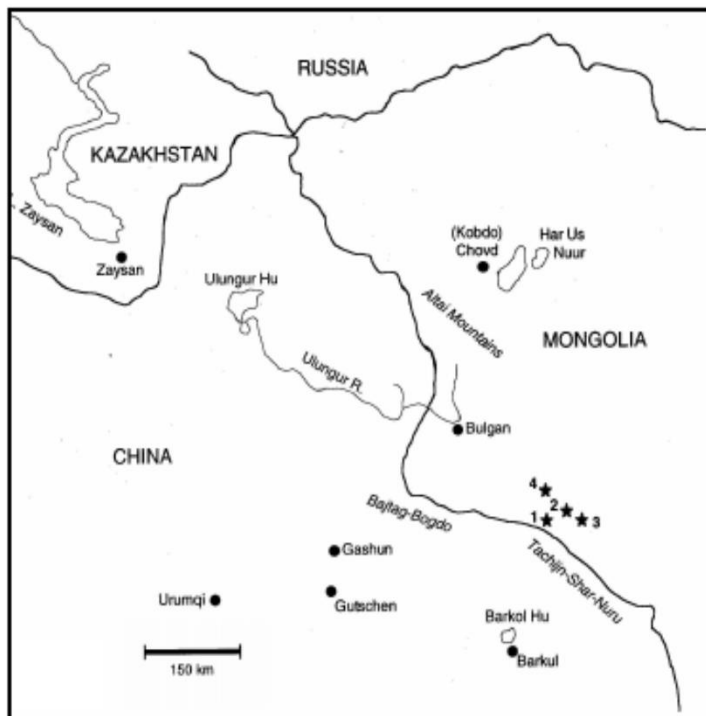 RUSSIA
KAZAKHSTAN
Zaysan
Zaysan
(Kobdo)
Chovd
Har Us
Nuur
Ulungur Hu
Altai Mountains
MONGOLIA
Ulungur R.
Bulgan
CHINA
4
2
1
3
Bajtag-Bogdo
Tachijn-Shar-Nuru
Gashun
Urumqi
Gutschen
Barkol Hu
Barkul
150 km